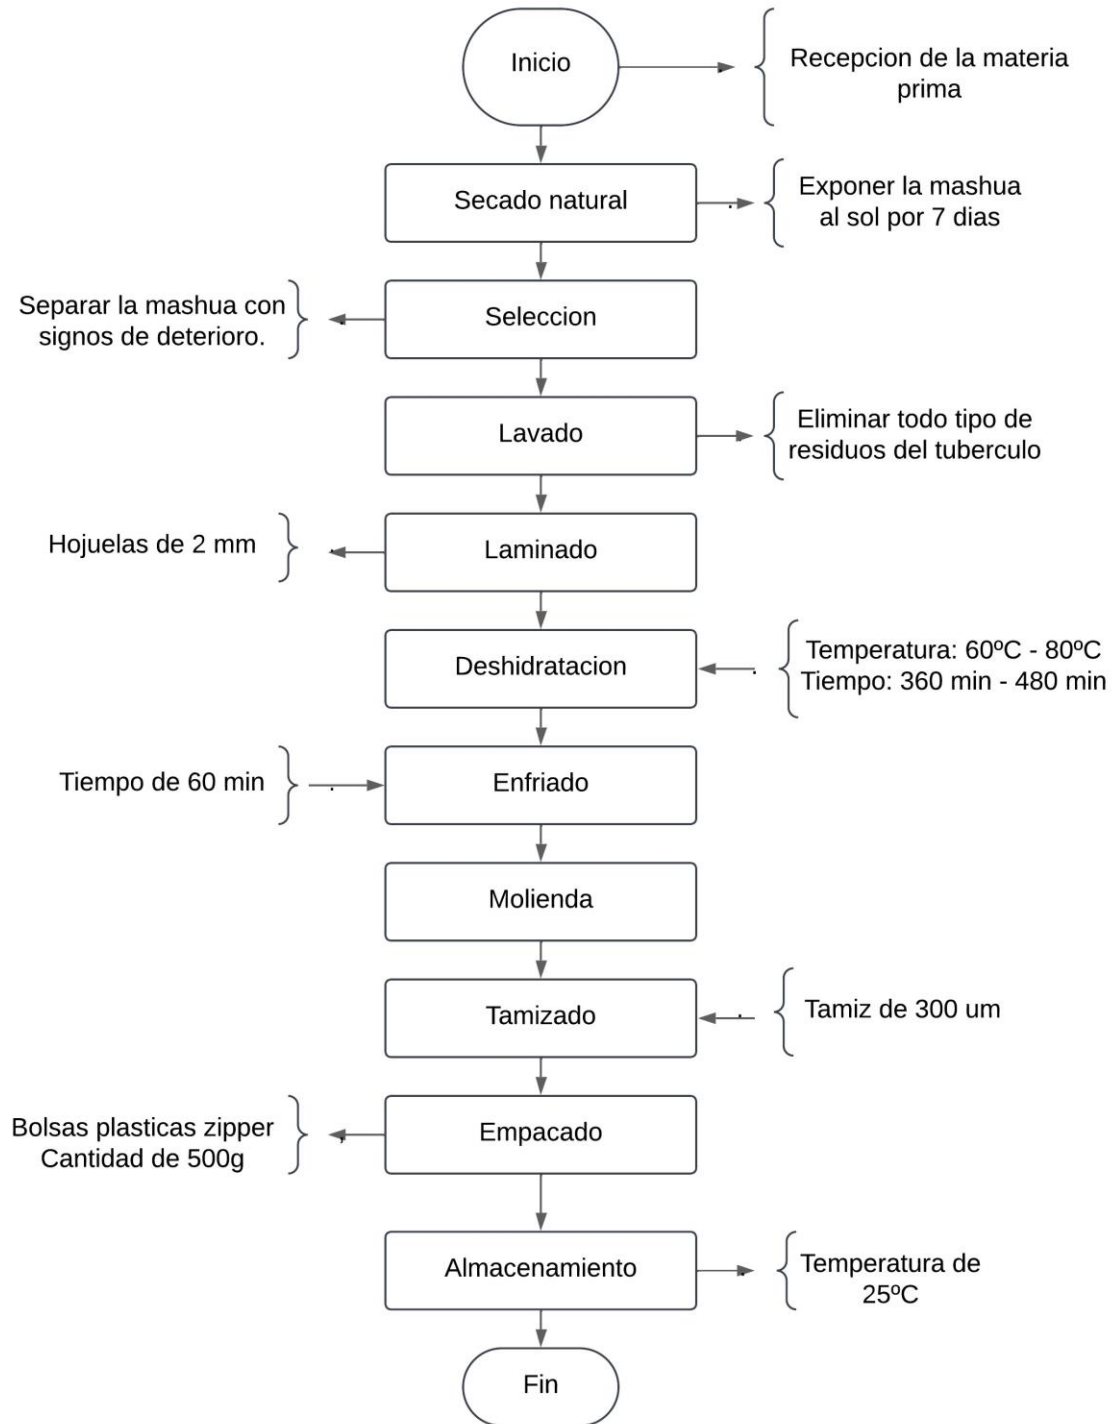 Inicio
Recepcion de la materia
prima
Secado natural
Exponer la mashua
al sol por 7 dias
Separar la mashua con
signos de deterioro.
Seleccion
Lavado
Eliminar todo tipo de
residuos del tuberculo
Hojuelas de 2 mm
Laminado
Deshidratacion
Temperatura: 60ºC - 80ºC
Tiempo: 360 min - 480 min
Tiempo de 60 min
Enfriado
Molienda
Tamizado
Tamiz de 300 um
Bolsas plasticas zipper
Cantidad de 500g
Empacado
Almacenamiento
Temperatura de
25ºC
Fin